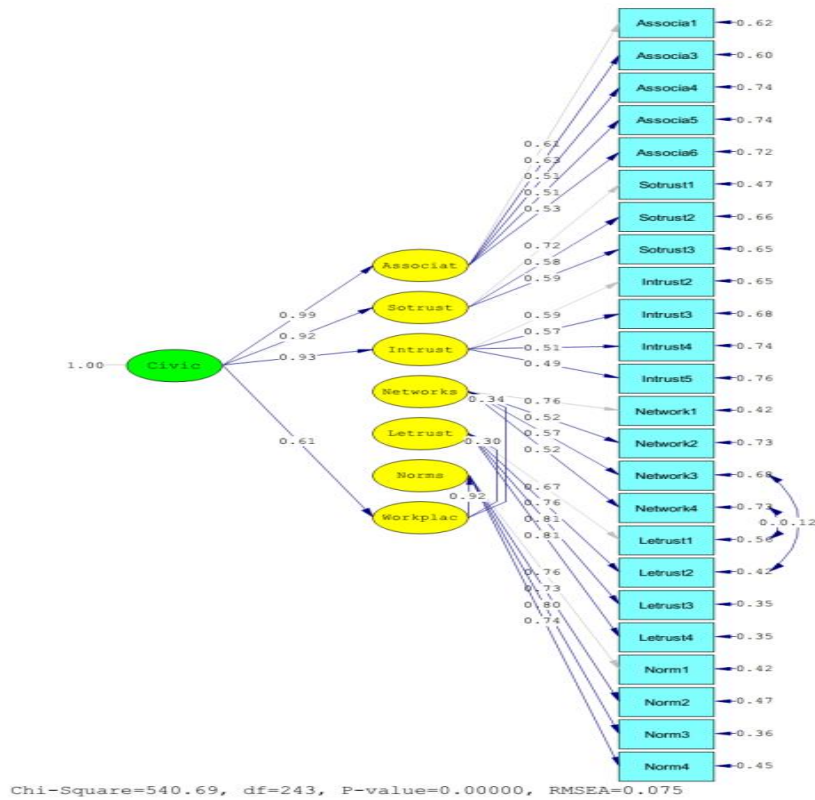 Associa1 0.62
Associa3 0.60
Associa4 0.74
Associa5 0.74
0.61
Associa6 0.72
0.63
0.51
Sotrust1 0.47
0.51
0.53
Sotrust2 0.66
0.72
Sotrust3 0.65
Associat
0.58
0.59
Intrust2 0.65
Sotrust
0.99
0.59
Intrust3 0.68
0.92
0.57
Intrust4 0.74
Intrust
0.93
0.51
1.00
Civic
0.49
Intrust5 0.76
Networks
0.34
0.76
Network1 0.42
0.52
Letrust
0.57
Network2 0.73
0.61
0.30
0.52
Network3 0.68
Norms
0.67
0.92
0.76
Network4 0.73
Workplac
0.81
0.12
0.81
Letrust1 0.56
0.76
Letrust2 0.42
0.73
Letrust3 0.35
0.80
0.74
Letrust4 0.35
Norm1 0.42
Norm2 0.47
Norm3 0.36
Norm4 0.45
Chi-Square=540.69, df=243, P-value=0.00000, RMSEA=0.075